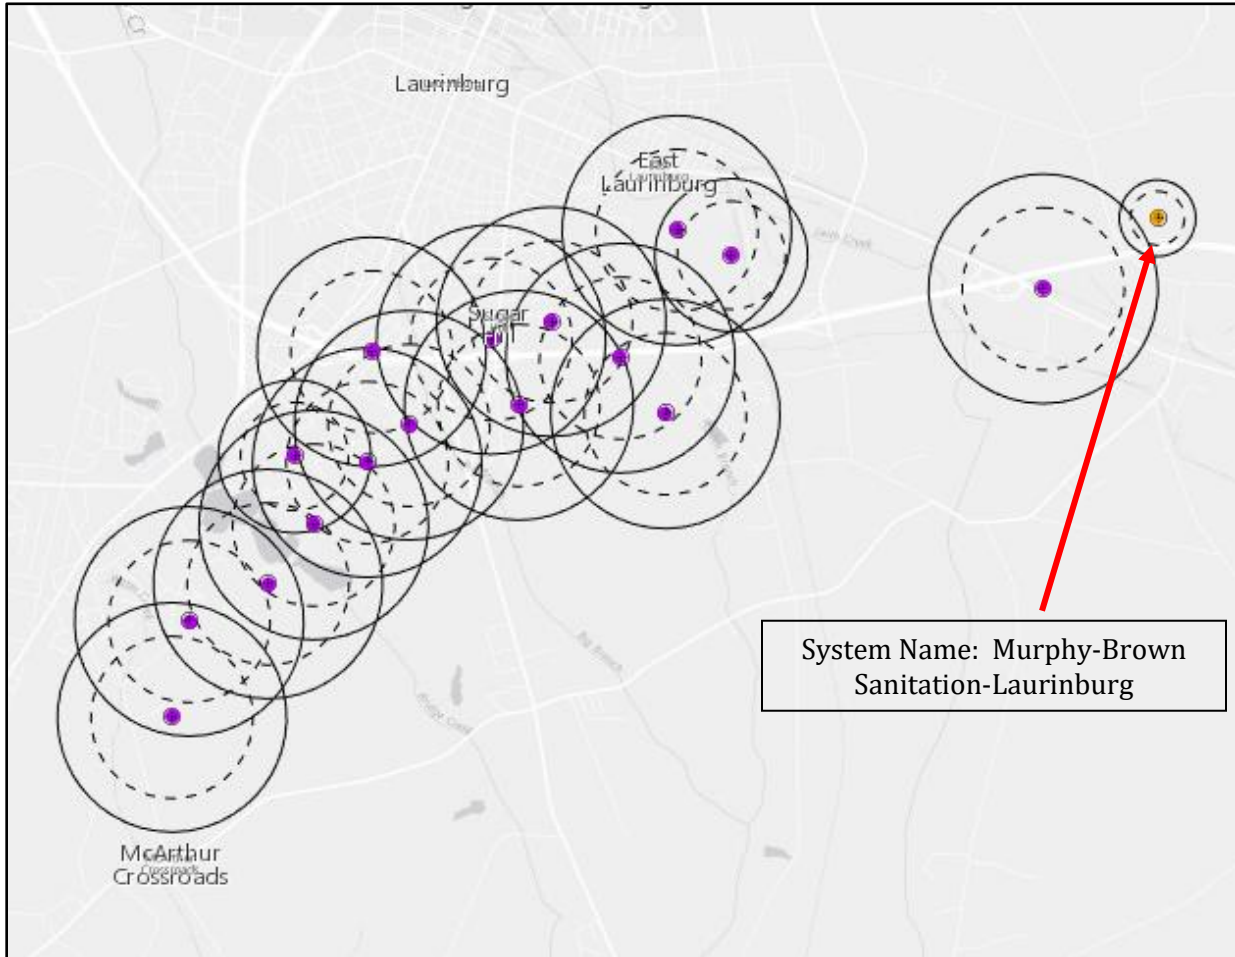 Laurinburg
East
Laurinburg
Sugar
Hill
System Name: Murphy-Brown
Sanitation-Laurinburg
McArthur
Crossroads